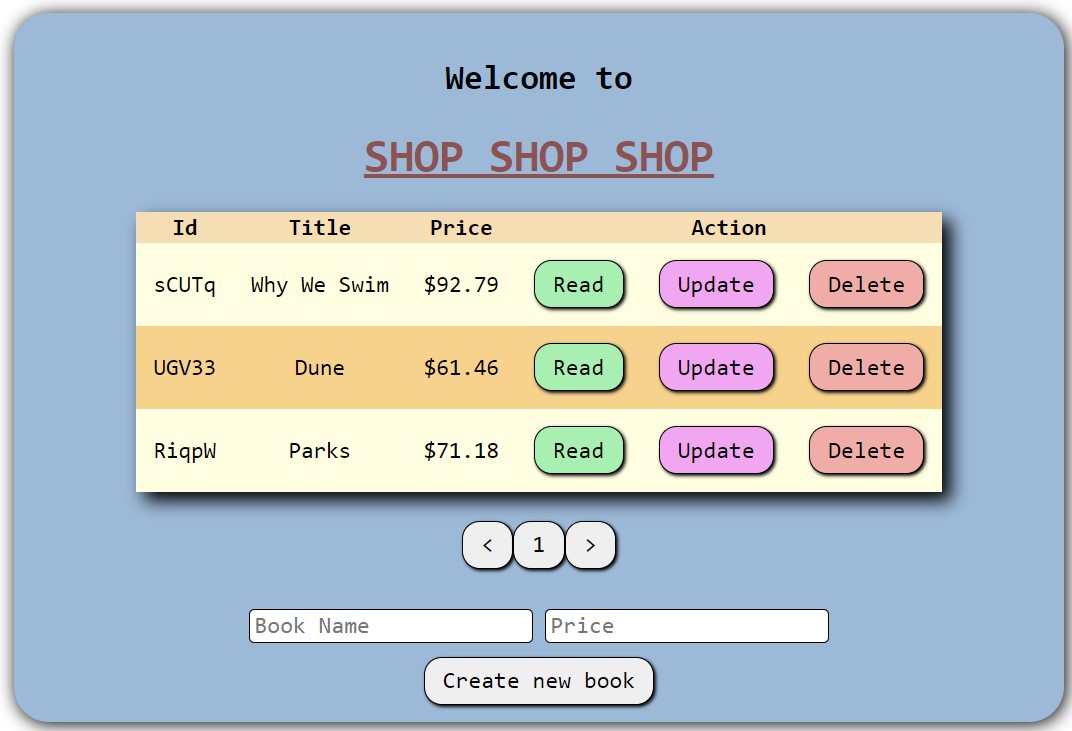 Welcome to
SHOP SHOP SHOP
Id Title Price Action
sCUTq Why We Swim $92.79 Read Update Delete
UGV33 Dune $61.46 Read Update Delete
RiqpW Parks $71.18 Read Update Delete
< 1 >
Book Name Price
Create new book